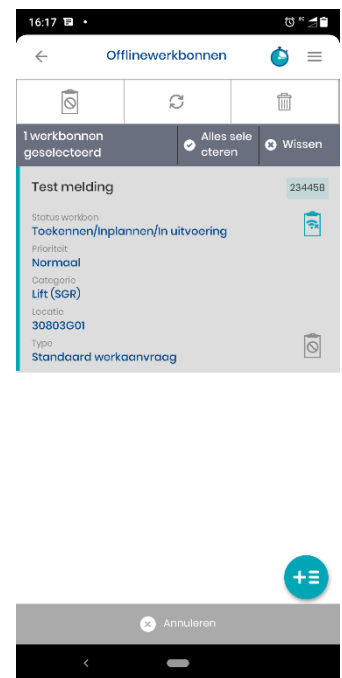 16:17
Offlinewerkbonnen
1 werkbonnen
geselecteerd
Alles sele
cteren
Wissen
Test melding
234458
Status werkbon
Toekennen/Inplannen/In uitvoering
Prioriteit
Normaal
Categorie
Lift (SGR)
Locatie
30803G01
Type
Standaard werkaanvraag
Annuleren